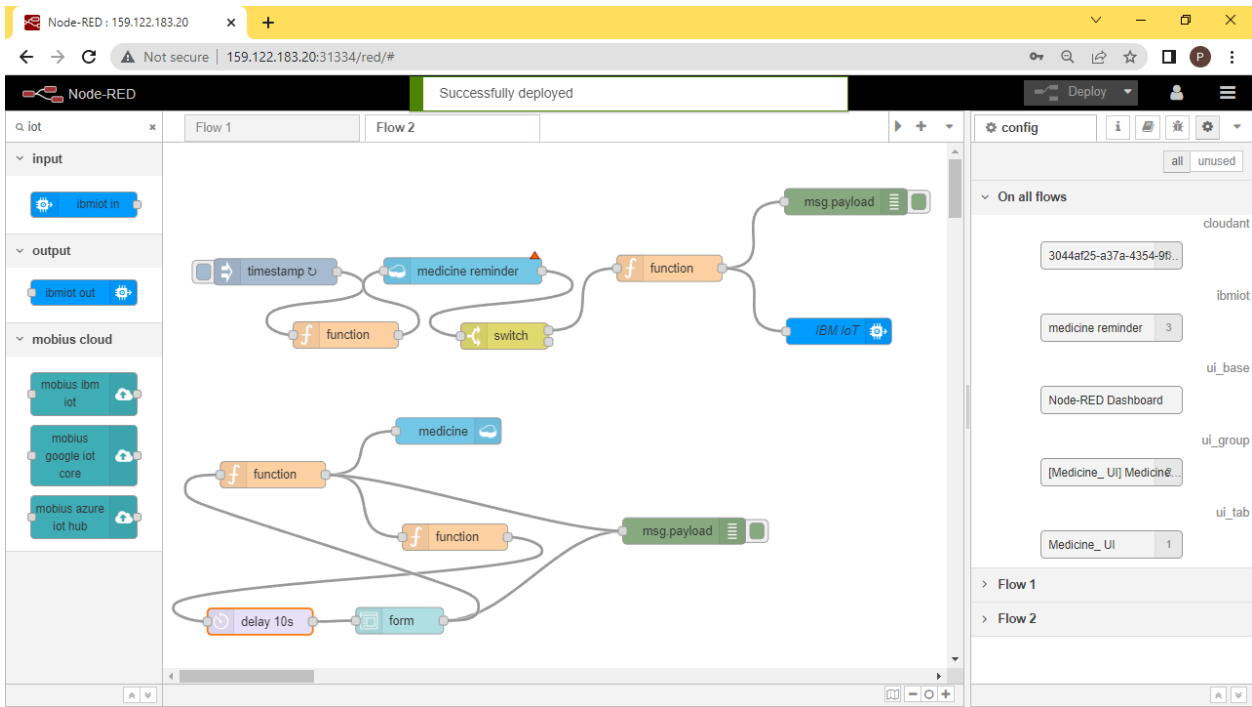 Node-RED : 159.122.183.20
Not secure
159.122.183.20:31334/red/#
P
Node-RED
Successfully deployed
Deploy
iot
Flow 1
Flow 2
config
i
input
all
unused
ibmiot in
msg.payload
On all flows
cloudant
output
3044af25-a37a-4354-9f
timestamp ↻
medicine reminder
function
ibmiot out
ibmiot
function
switch
IBM IoT
medicine reminder
3
mobius cloud
ui_base
mobius ibm
iot
Node-RED Dashboard
medicine
mobius
google iot
core
ui_group
function
[Medicine_ UI] Medicine...
mobius azure
iot hub
ui_tab
function
msg.payload
Medicine_ UI
1
Flow 1
delay 10s
form
Flow 2